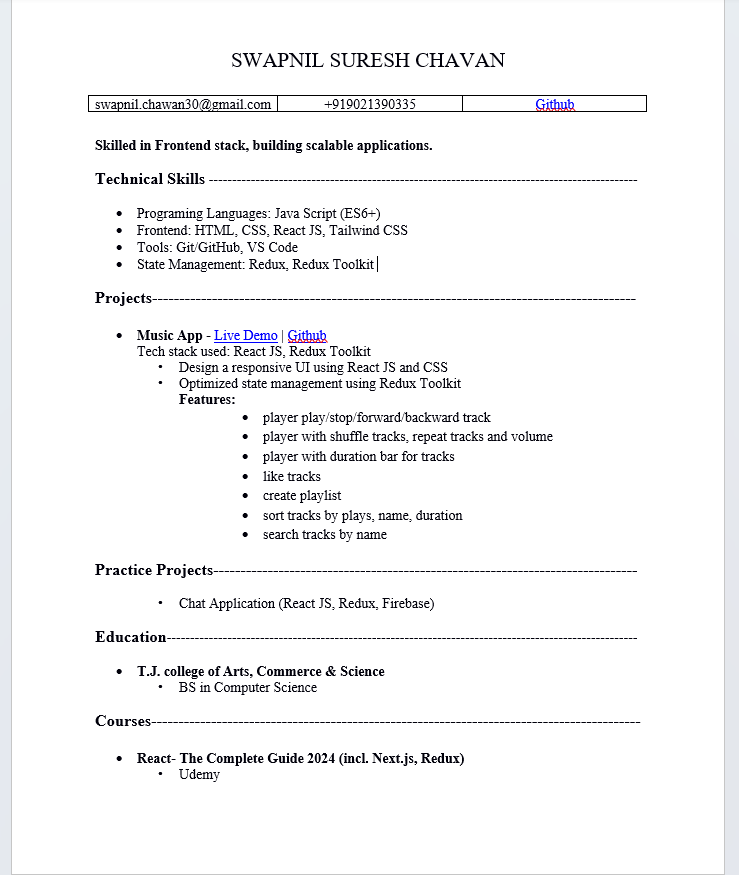 SWAPNIL SURESH CHAVAN
swapnil.chawan30@gmail.com +919021390335 Github
Skilled in Frontend stack, building scalable applications.
Technical Skills --------------------------------------------------------------------------------------------
• Programing Languages: Java Script (ES6+)
• Frontend: HTML, CSS, React JS, Tailwind CSS
• Tools: Git/GitHub, VS Code
• State Management: Redux, Redux Toolkit
Projects--------------------------------------------------------------------------------------------------------
• Music App - Live Demo | Github
Tech stack used: React JS, Redux Toolkit
• Design a responsive UI using React JS and CSS
• Optimized state management using Redux Toolkit
Features:
• player play/stop/forward/backward track
• player with shuffle tracks, repeat tracks and volume
• player with duration bar for tracks
• like tracks
• create playlist
• sort tracks by plays, name, duration
• search tracks by name
Practice Projects-------------------------------------------------------------------------------------------
• Chat Application (React JS, Redux, Firebase)
Education-----------------------------------------------------------------------------------------------------
• T.J. college of Arts, Commerce & Science
• BS in Computer Science
Courses---------------------------------------------------------------------------------------------------------
• React- The Complete Guide 2024 (incl. Next.js, Redux)
• Udemy